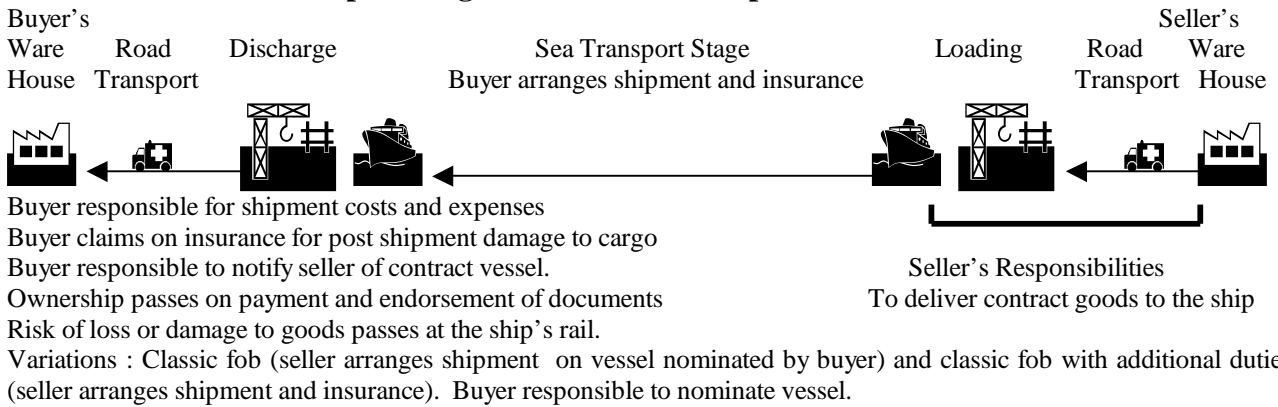 Buyer's Seller's
Ware Road Discharge Sea Transport Stage Loading Road Ware
House Transport Buyer arranges shipment and insurance Transport House
Buyer responsible for shipment costs and expenses
Buyer claims on insurance for post shipment damage to cargo
Buyer responsible to notify seller of contract vessel. Seller's Responsibilities
Ownership passes on payment and endorsement of documents To deliver contract goods to the ship
Risk of loss or damage to goods passes at the ship's rail.
Variations : Classic fob (seller arranges shipment on vessel nominated by buyer) and classic fob with additional dutie
(seller arranges shipment and insurance). Buyer responsible to nominate vessel.